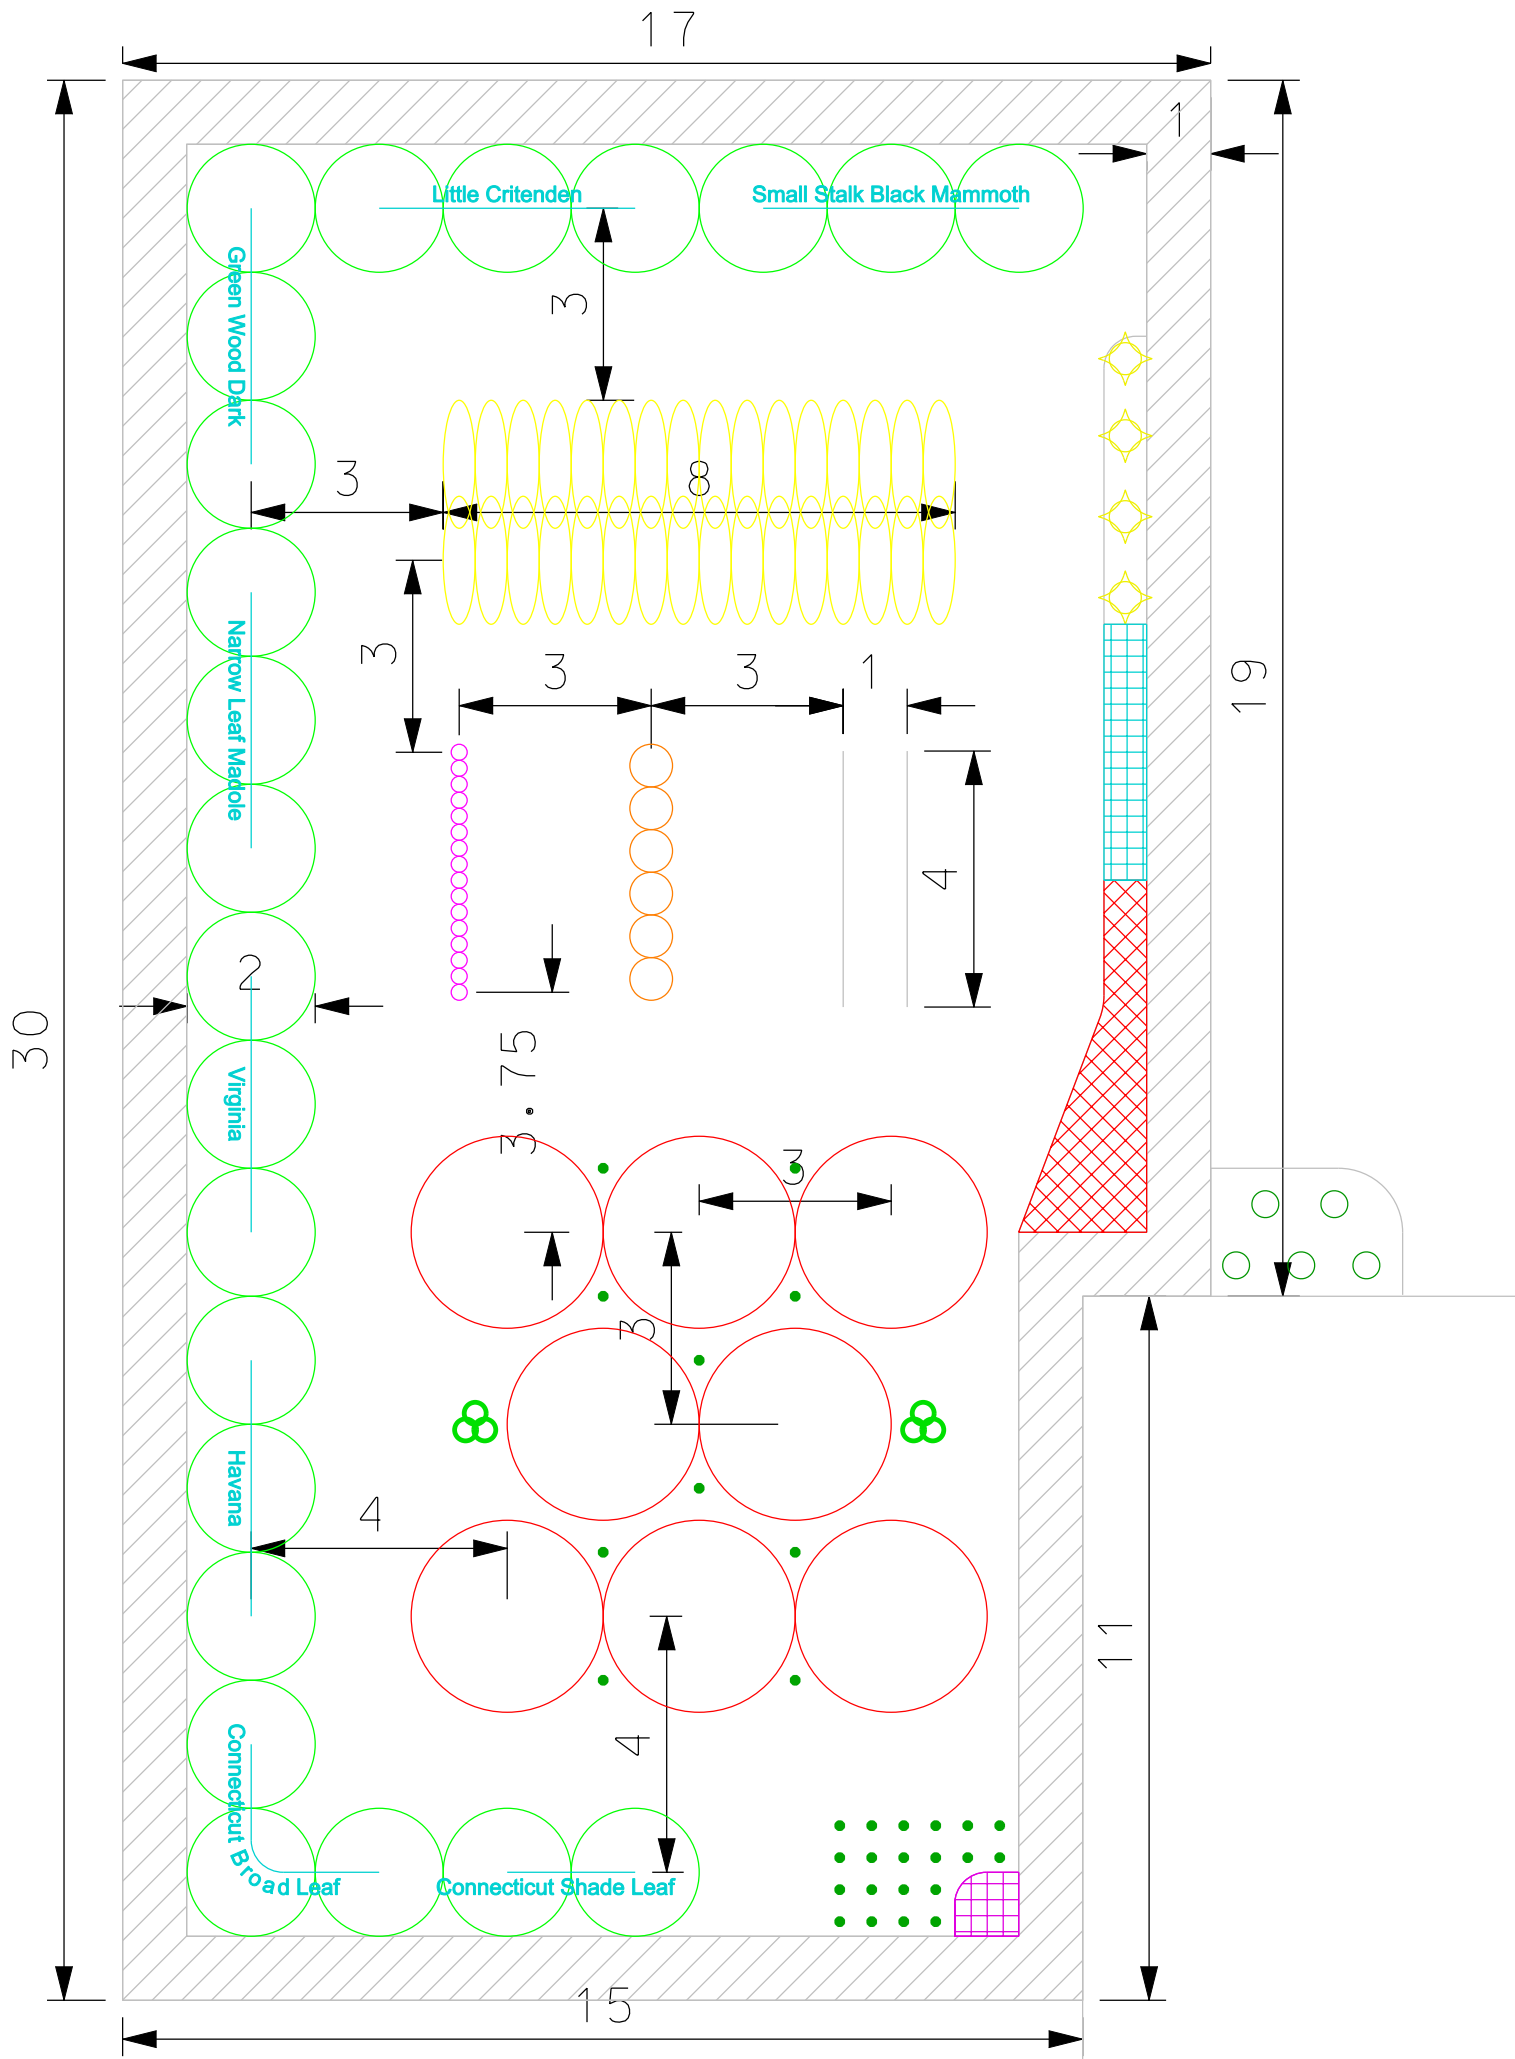 17
1
Little Critenden
Small Stalk Black Mammoth
Green Wood Dark
3
3
8
3
3
3
1
19
Narrow Leaf Madole
4
2
30
3.75
Virginia
3
3
Havana
4
11
4
Connecticut Broad Leaf
Connecticut Shade Leaf
15